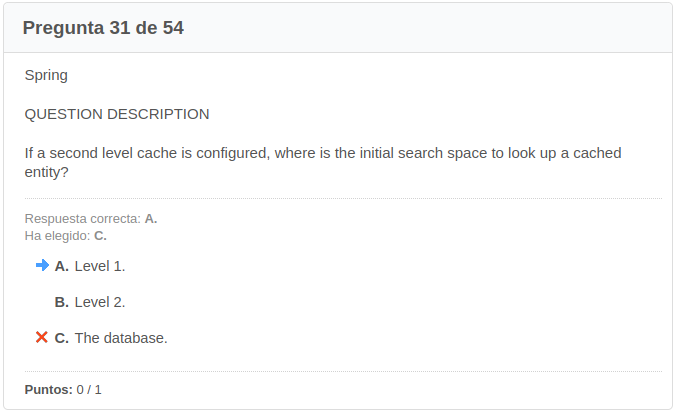 Pregunta 31 de 54
Spring
QUESTION DESCRIPTION
If a second level cache is configured, where is the initial search space to look up a cached
entity?
Respuesta correcta: A.
Ha elegido: C.
A. Level 1.
B. Level 2.
C. The database.
Puntos: 0 / 1